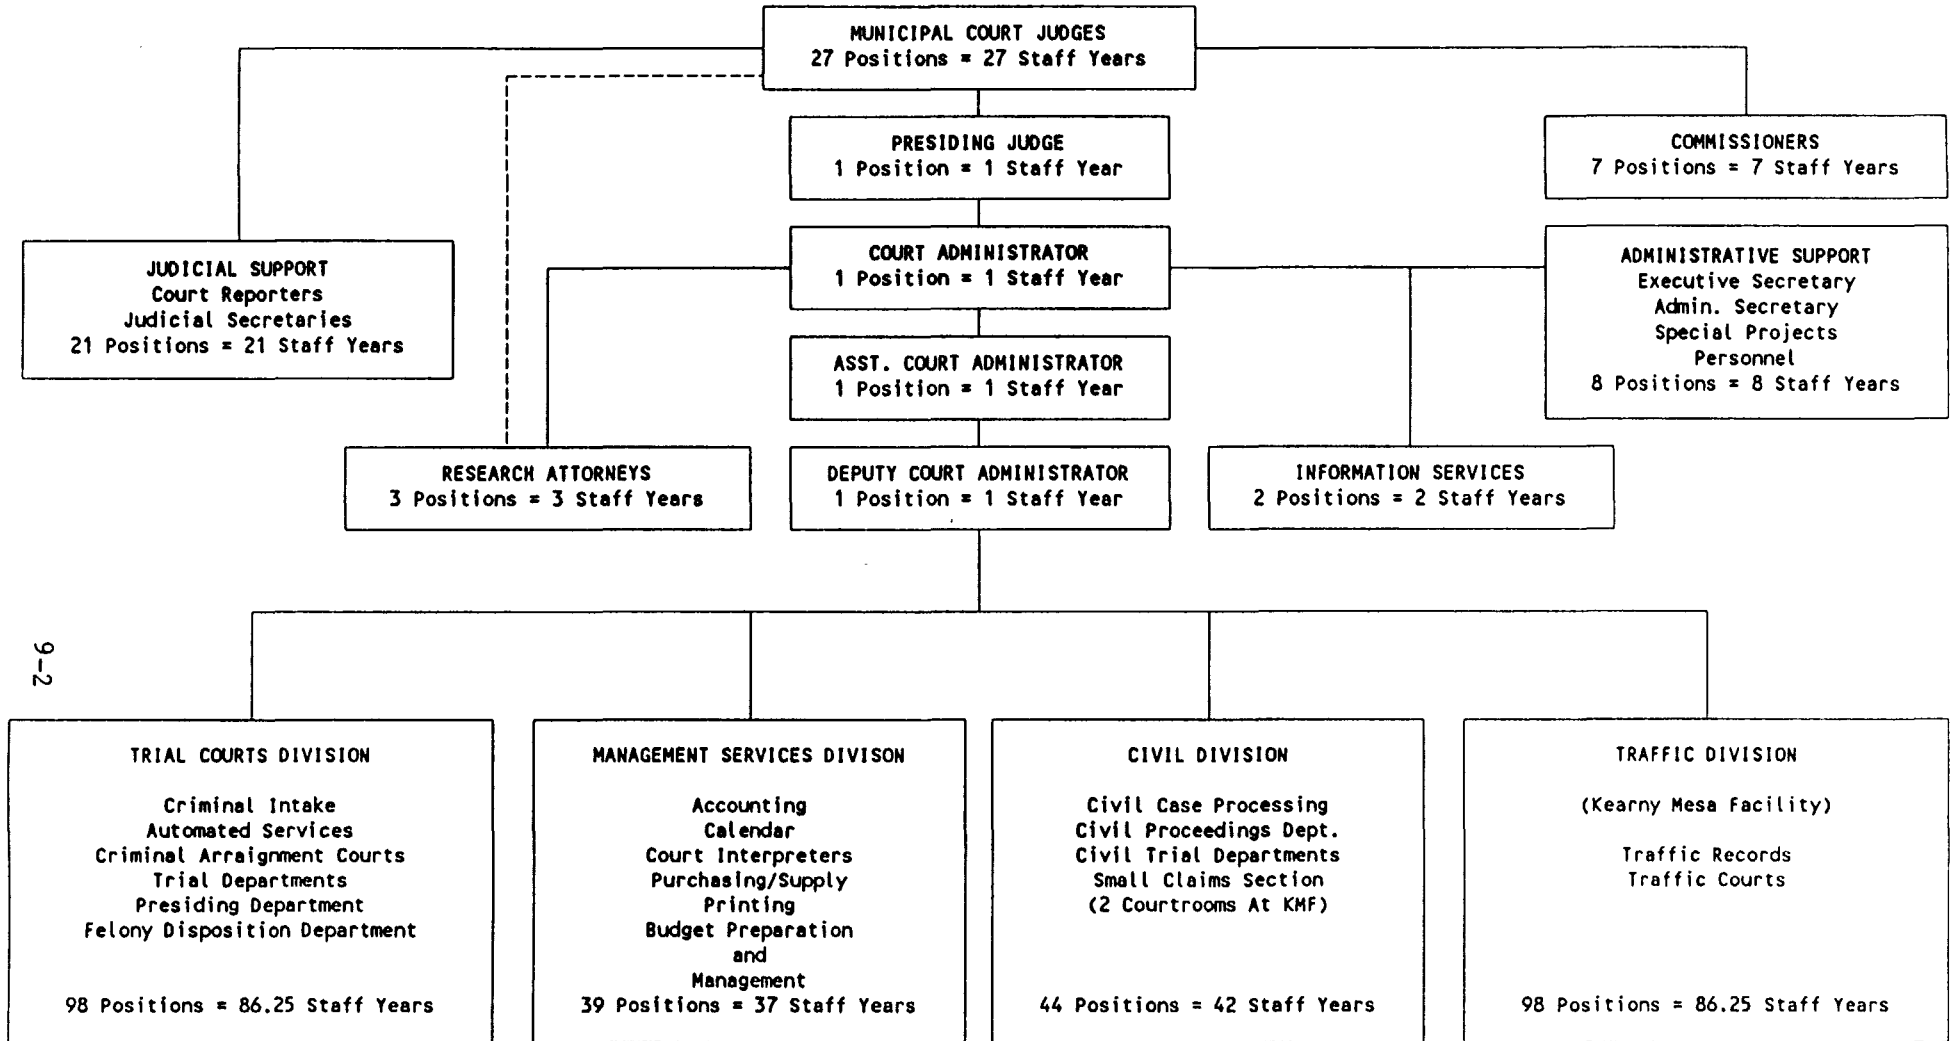 MUNICIPAL COURT JUDGES
27 Positions = 27 Staff Years
PRESIDING JUDGE
1 Position = 1 Staff Year
COMMISSIONERS
7 Positions = 7 Staff Years
JUDICIAL SUPPORT
Court Reporters
Judicial Secretaries
21 Positions = 21 Staff Years
COURT ADMINISTRATOR
1 Position = 1 Staff Year
ADMINISTRATIVE SUPPORT
Executive Secretary
Admin. Secretary
Special Projects
Personnel
8 Positions = 8 Staff Years
ASST. COURT ADMINISTRATOR
1 Position = 1 Staff Year
RESEARCH ATTORNEYS
3 Positions = 3 Staff Years
DEPUTY COURT ADMINISTRATOR
1 Position = 1 Staff Year
INFORMATION SERVICES
2 Positions = 2 Staff Years
9-2
TRIAL COURTS DIVISION
Criminal Intake
Automated Services
Criminal Arraignment Courts
Trial Departments
Presiding Department
Felony Disposition Department
98 Positions = 86.25 Staff Years
MANAGEMENT SERVICES DIVISON
Accounting
Calendar
Court Interpreters
Purchasing/Supply
Printing
Budget Preparation
and
Management
39 Positions = 37 Staff Years
CIVIL DIVISION
Civil Case Processing
Civil Proceedings Dept.
Civil Trial Departments
Small Claims Section
(2 Courtrooms At KMF)
44 Positions = 42 Staff Years
TRAFFIC DIVISION
(Kearny Mesa Facility)
Traffic Records
Traffic Courts
98 Positions = 86.25 Staff Years